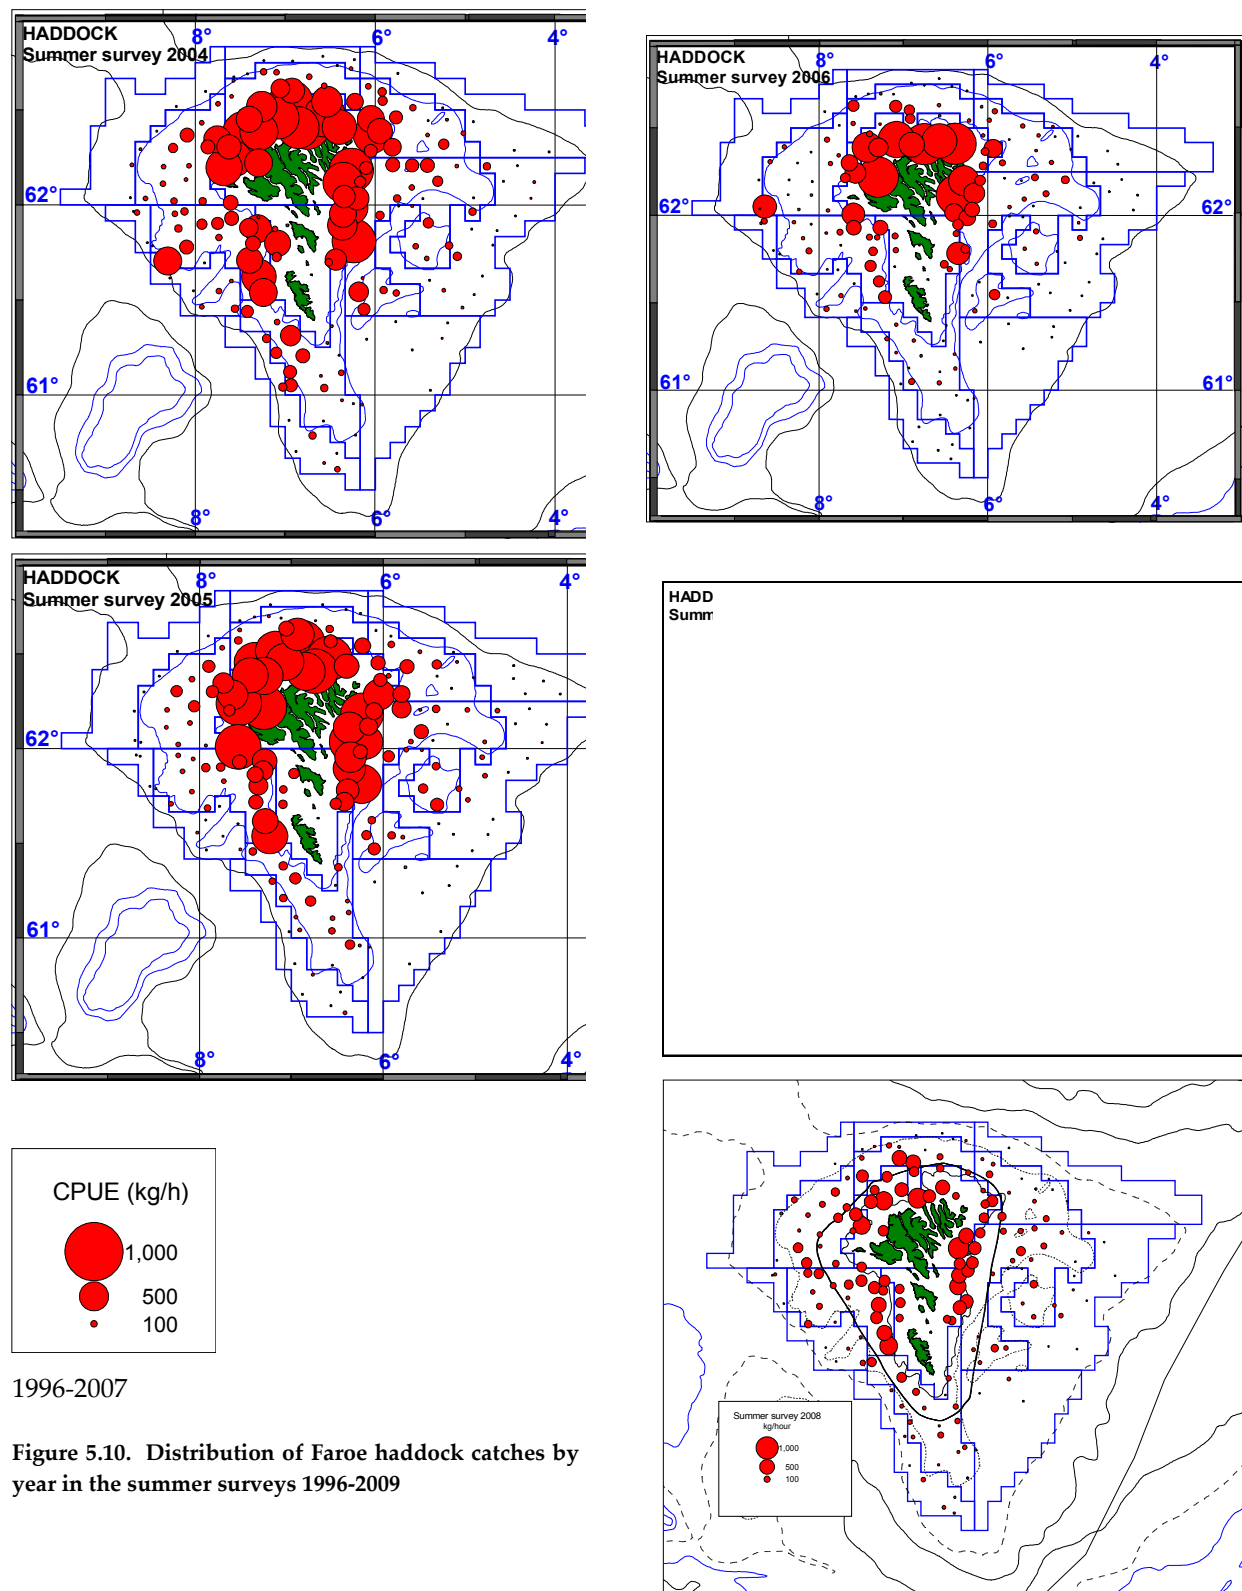 HADDOCK
Summer survey 2004
8°
6°
4°
62°
61°
8°
6°
HADDOCK
Summer survey 2005
8°
6°
4°
62°
61°
8°
6°
4°
CPUE (kg/h)
1,000
500
100
1996-2007
Figure 5.10. Distribution of Faroe haddock catches by
year in the summer surveys 1996-2009
HADDOCK
Summer survey 2006
8°
6°
4°
62°
62°
61°
61°
8°
6°
4°
HADD
Summ
Summer survey 2008
kg/hour
1,000
500
100